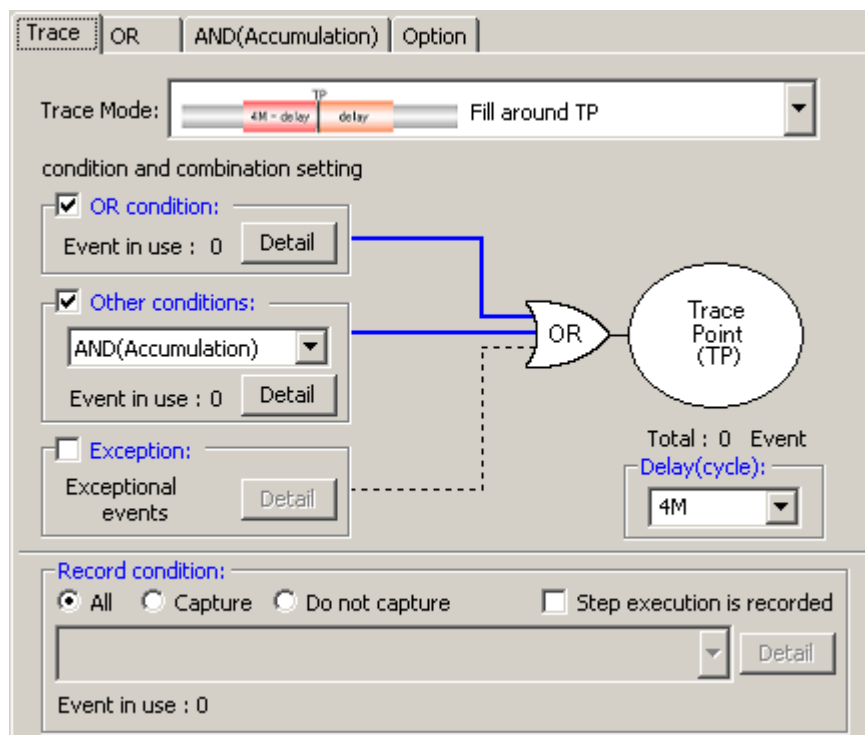 Trace OR AND(Accumulation) Option
Trace Mode: 4M - delay TP delay Fill around TP
condition and combination setting
OR condition:
Event in use : 0 Detail
Other conditions:
AND(Accumulation)
Event in use : 0 Detail
Exception:
Exceptional
events
Detail
OR
Trace
Point
(TP)
Total : 0 Event
Delay(cycle):
4M
Record condition:
All Capture Do not capture Step execution is recorded
Detail
Event in use : 0